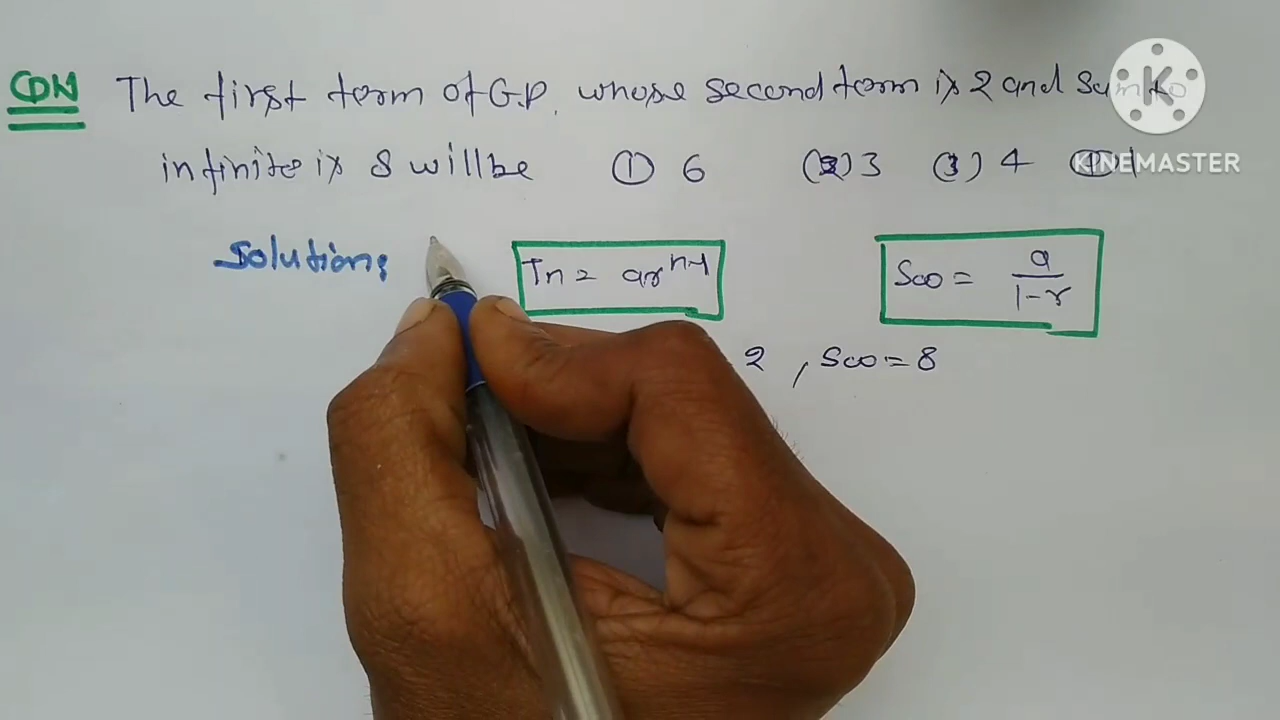 QN The first term of G.P. whose second term is 2 and Sum to
infinite is 8 will be ① 6 (2) 3 (3) 4 1
KINEMASTER
Solution:
Tn = ar^n-1
S∞ = a/1-r
2 , S∞ = 8